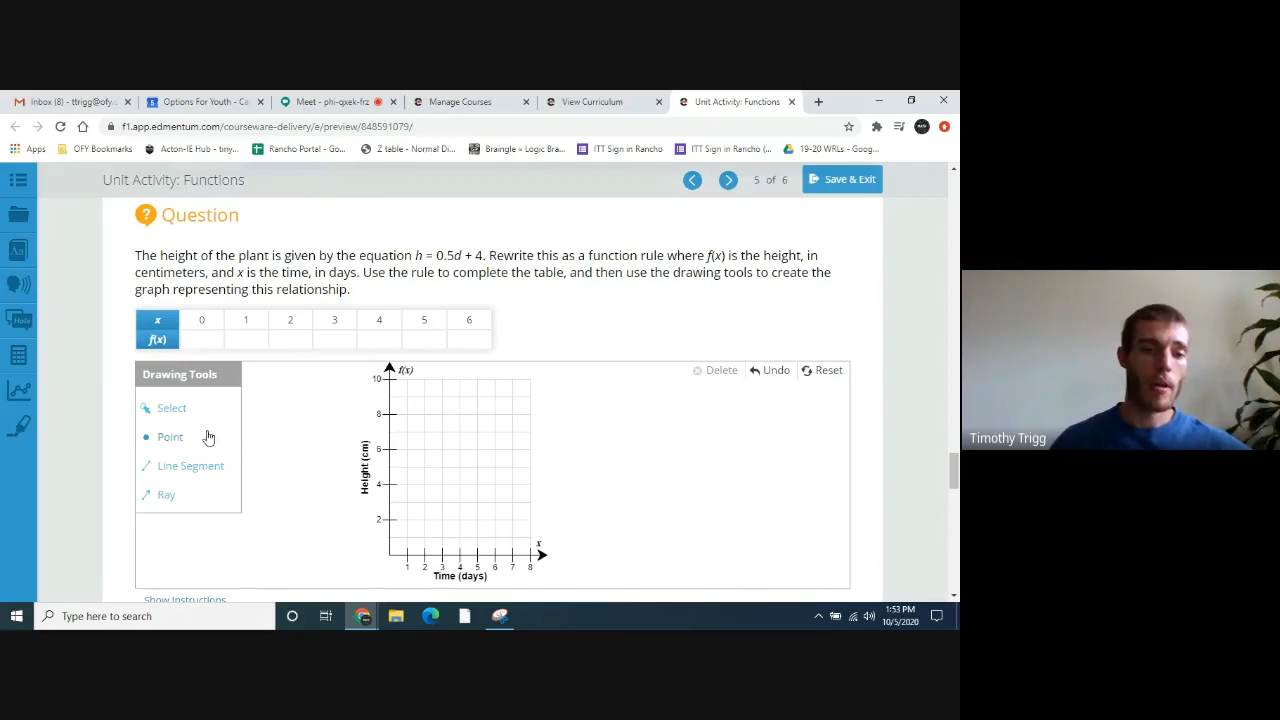 Inbox (8) - ttrigg@ofy.
Options For Youth - Ca
Meet - phi-qxek-frz
Manage Courses
View Curriculum
Unit Activity: Functions
f1.app.edmentum.com/courseware-delivery/e/preview/848591079/
Apps
OFY Bookmarks
Acton-IE Hub - tiny...
Rancho Portal - Go...
Z table - Normal Di...
Braingle = Logic Bra...
ITT Sign in Rancho
ITT Sign in Rancho (...
19-20 WRLs - Goog...
Unit Activity: Functions
5 of 6
Save & Exit
? Question
The height of the plant is given by the equation h = 0.5d + 4. Rewrite this as a function rule where f(x) is the height, in
centimeters, and x is the time, in days. Use the rule to complete the table, and then use the drawing tools to create the
graph representing this relationship.
x 0 1 2 3 4 5 6
f(x)
Drawing Tools
Select
Point
Line Segment
Ray
Delete Undo Reset
f(x)
10
8
6
4
2
Height (cm)
x
1 2 3 4 5 6 7 8
Time (days)
Show Instructions
Timothy Trigg
Type here to search
1:53 PM
10/5/2020